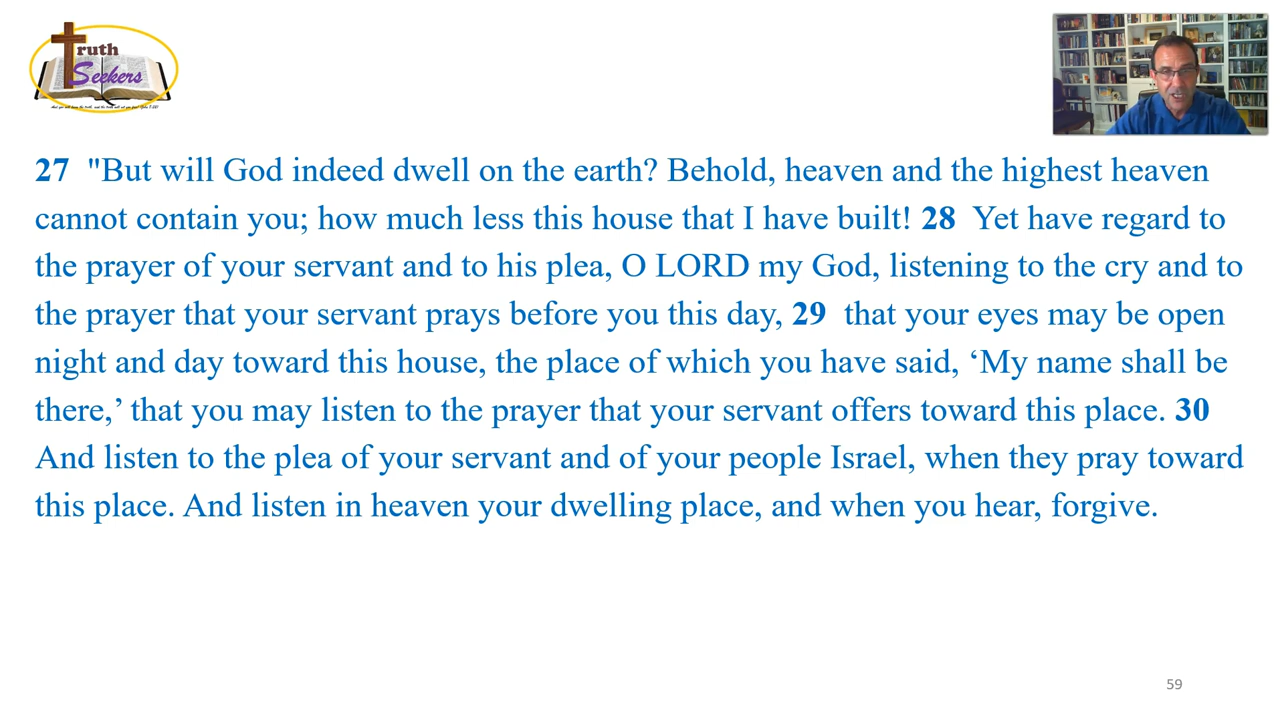 Truth
Seekers
27 "But will God indeed dwell on the earth? Behold, heaven and the highest heaven
cannot contain you; how much less this house that I have built! 28 Yet have regard to
the prayer of your servant and to his plea, O LORD my God, listening to the cry and to
the prayer that your servant prays before you this day, 29 that your eyes may be open
night and day toward this house, the place of which you have said, ‘My name shall be
there,’ that you may listen to the prayer that your servant offers toward this place. 30
And listen to the plea of your servant and of your people Israel, when they pray toward
this place. And listen in heaven your dwelling place, and when you hear, forgive.
59